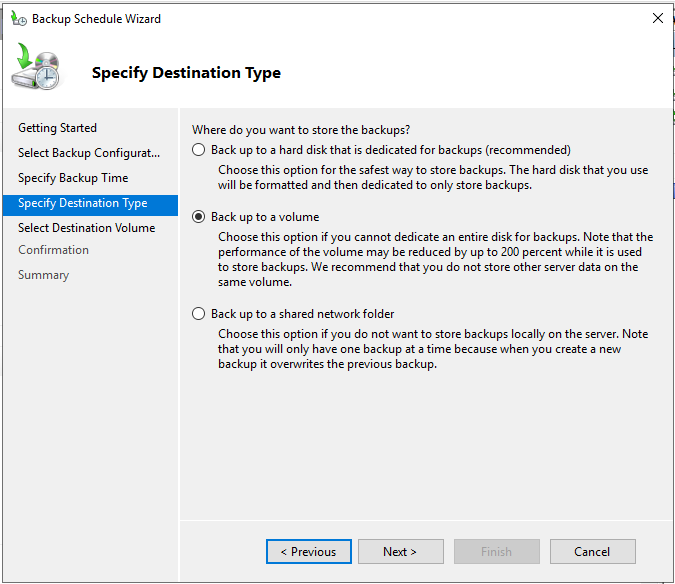 Backup Schedule Wizard
Specify Destination Type
Getting Started
Select Backup Configurat...
Specify Backup Time
Specify Destination Type
Select Destination Volume
Confirmation
Summary
Where do you want to store the backups?
Back up to a hard disk that is dedicated for backups (recommended)
Choose this option for the safest way to store backups. The hard disk that you use
will be formatted and then dedicated to only store backups.
Back up to a volume
Choose this option if you cannot dedicate an entire disk for backups. Note that the
performance of the volume may be reduced by up to 200 percent while it is used
to store backups. We recommend that you do not store other server data on the
same volume.
Back up to a shared network folder
Choose this option if you do not want to store backups locally on the server. Note
that you will only have one backup at a time because when you create a new
backup it overwrites the previous backup.
< Previous
Next >
Finish
Cancel